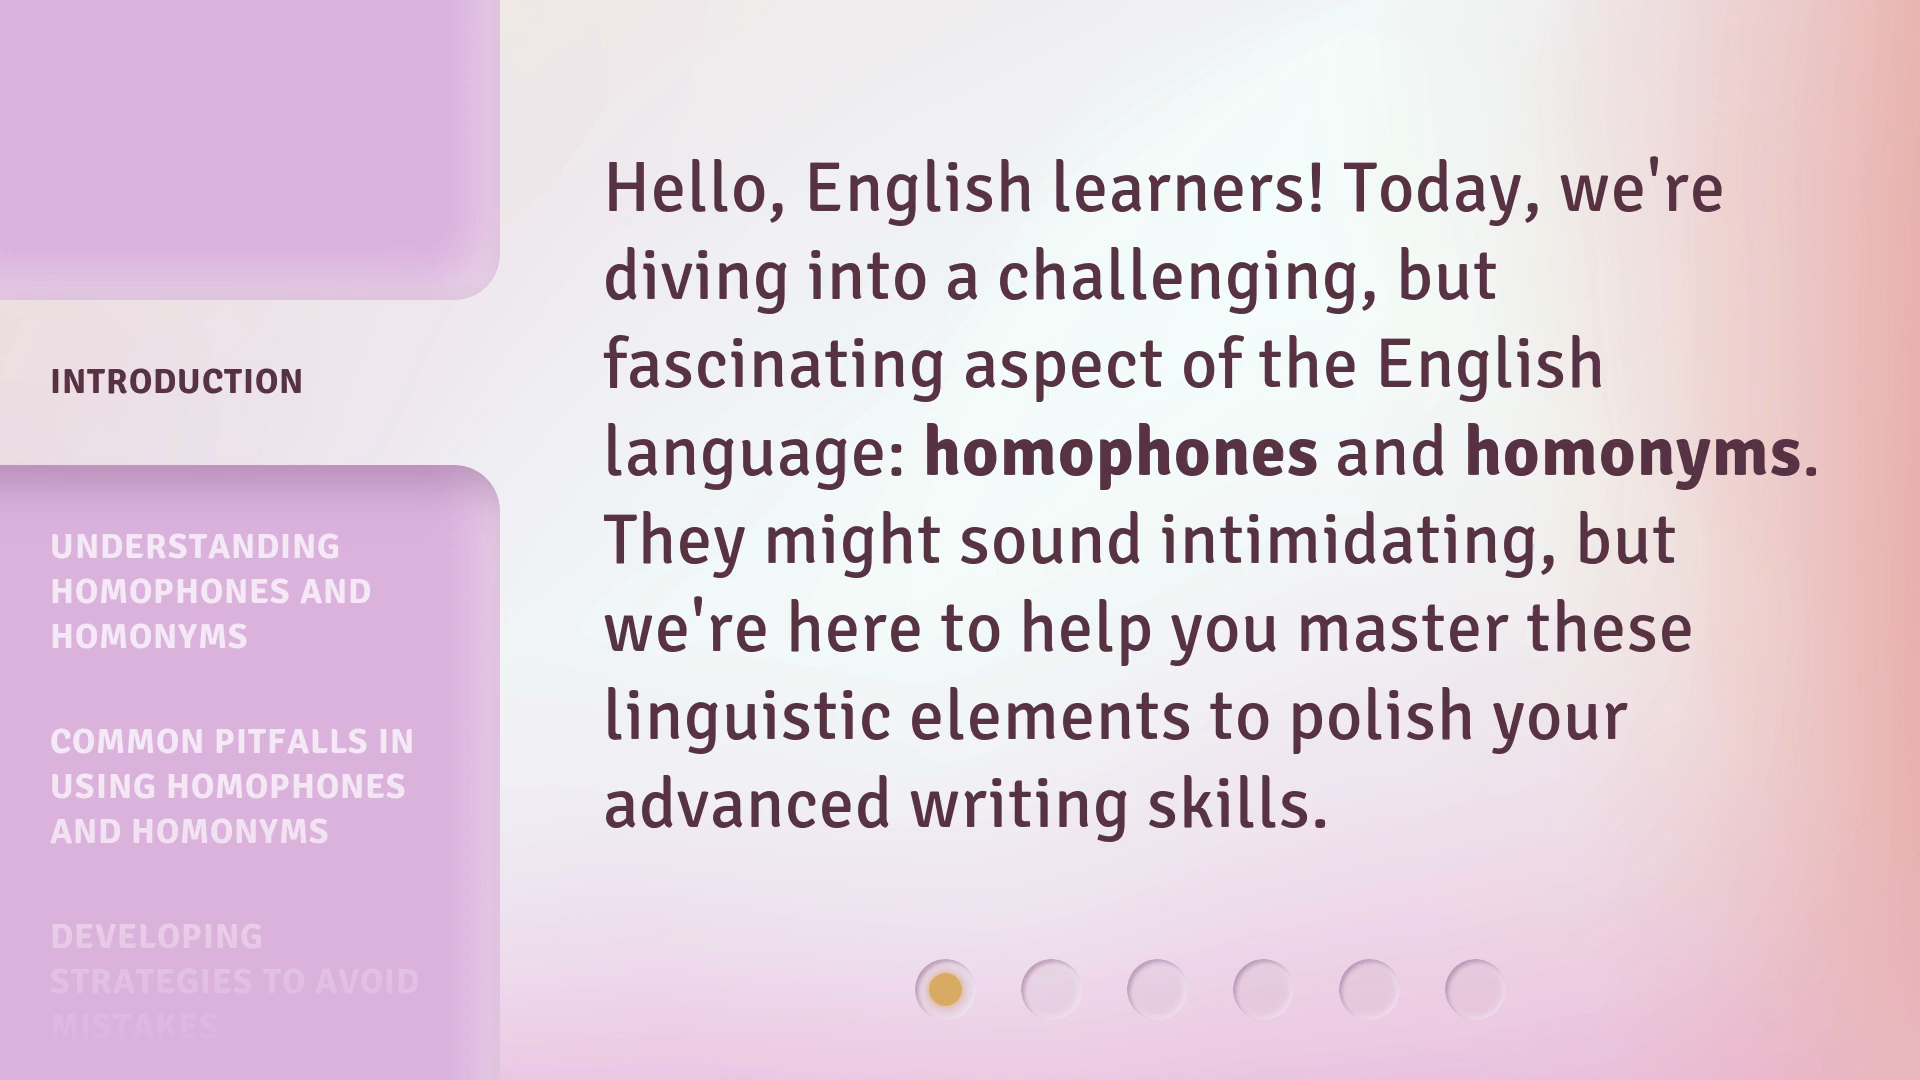 INTRODUCTION
UNDERSTANDING
HOMOPHONES AND
HOMONYMS
COMMON PITFALLS IN
USING HOMOPHONES
AND HOMONYMS
DEVELOPING
STRATEGIES TO AVOID
MISTAKES
Hello, English learners! Today, we're
diving into a challenging, but
fascinating aspect of the English
language: homophones and homonyms.
They might sound intimidating, but
we're here to help you master these
linguistic elements to polish your
advanced writing skills.